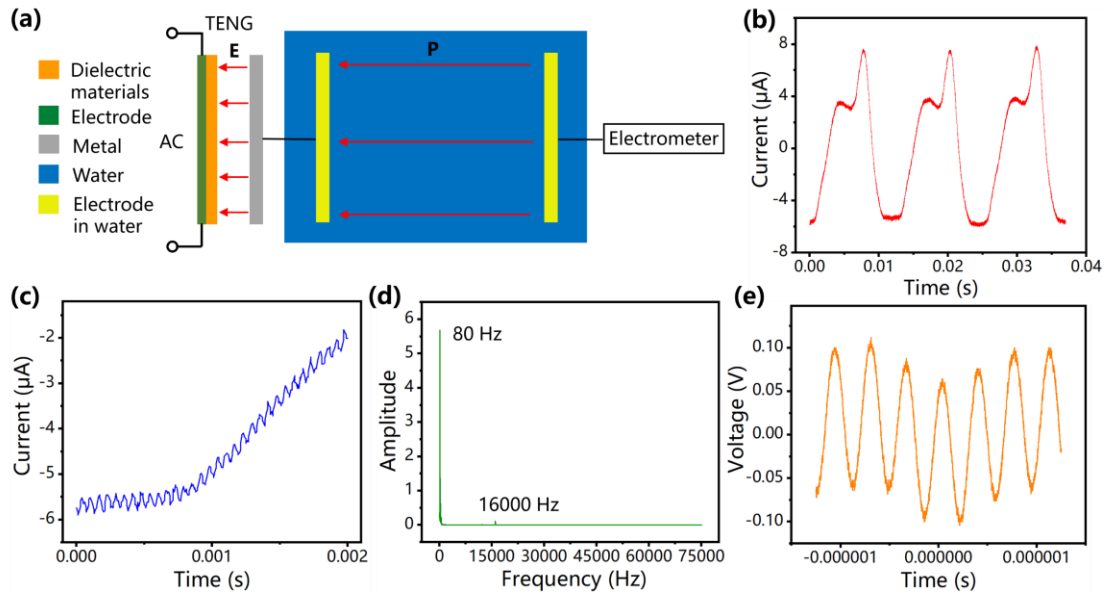 (a)
TENG
E
P
Dielectric
materials
Electrode
Metal
Water
Electrode
in water
AC
Electrometer
(b)
Current (μA)
8
4
0
-4
-8
0.00
0.01
0.02
0.03
0.04
Time (s)
(c)
Current (μA)
-2
-3
-4
-5
-6
0.000
0.001
0.002
Time (s)
(d)
Amplitude
6
5
4
3
2
1
0
80 Hz
16000 Hz
0
15000
30000
45000
60000
75000
Frequency (Hz)
(e)
Voltage (V)
0.10
0.05
0.00
-0.05
-0.10
-0.000001
0.000000
0.000001
Time (s)